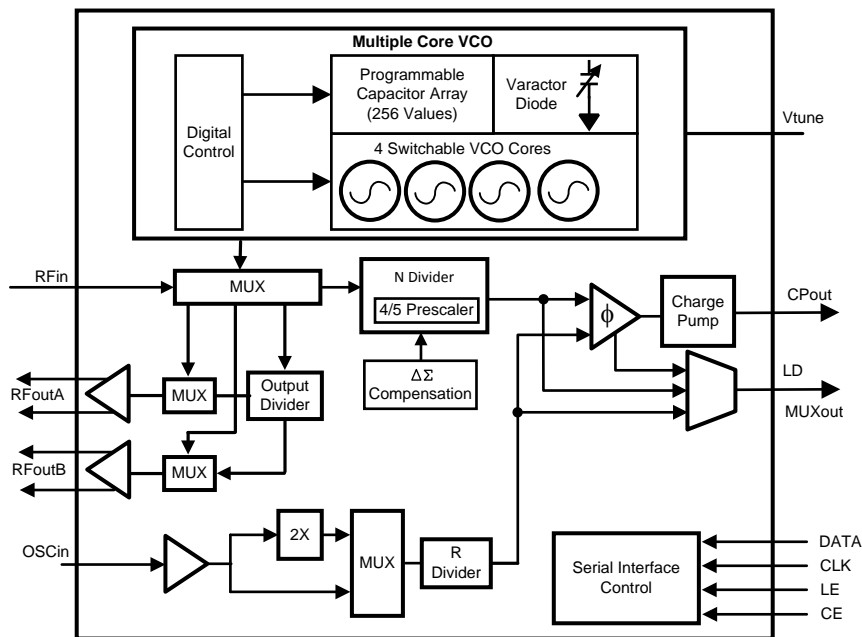 Multiple Core VCO
Digital
Control
Programmable
Capacitor Array
(256 Values)
Varactor
Diode
4 Switchable VCO Cores
Vtune
RFin
MUX
N Divider
4/5 Prescaler
ΔΣ
Compensation
ϕ
Charge
Pump
CPout
LD
MUXout
RFoutA
MUX
Output
Divider
RFoutB
MUX
OSCin
2X
MUX
R
Divider
Serial Interface
Control
DATA
CLK
LE
CE